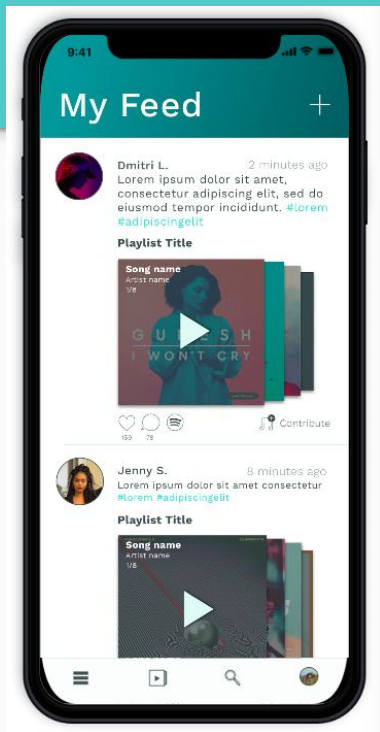 9:41
My Feed
Dmitri L. 2 minutes ago
Lorem ipsum dolor sit amet,
consectetur adipiscing elit, sed do
eiusmod tempor incididunt. #lorem
#adipiscingelit
Playlist Title
Song name
Artist name
1/8
I WON'T CRY
159 78
Contribute
Jenny S. 8 minutes ago
Lorem ipsum dolor sit amet consectetur
#lorem #adipiscingelit
Playlist Title
Song name
Artist name
1/8